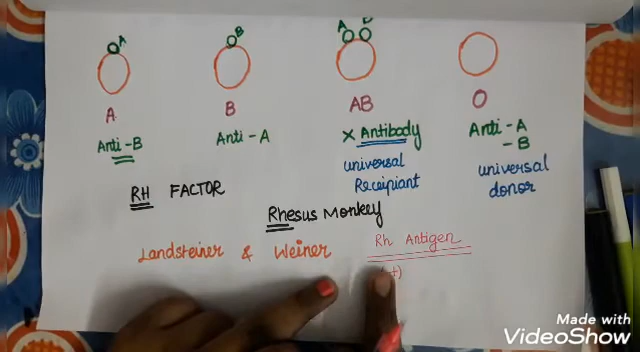 A B A B
A B AB O
Anti-B Anti-A X Antibody Anti-A
-B
universal universal
Receipiant donor
RH FACTOR
Rhesus Monkey
Landsteiner & Weiner Rh Antigen
Made with
VideoShow